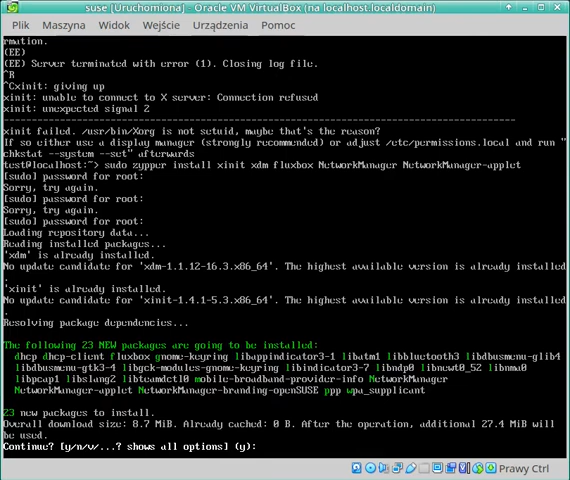 suse [Uruchomiona] - Oracle VM VirtualBox (na localhost.localdomain)
Plik Maszyna Widok Wejście Urządzenia Pomoc
rmation.
(EE)
(EE) Server terminated with error (1). Closing log file.
^R
^Cxinit: giving up
xinit: unable to connect to X server: Connection refused
xinit: unexpected signal 2
--------------------------------------------------------------------------------
xinit failed. /usr/bin/Xorg is not setuid, maybe that's the reason?
If so either use a display manager (strongly recommended) or adjust /etc/permissions.local and run "
chkstat --system --set" afterwards
test@localhost:~> sudo zypper install xinit xdm fluxbox NetworkManager NetworkManager-applet
[sudo] password for root:
Sorry, try again.
[sudo] password for root:
Sorry, try again.
[sudo] password for root:
Loading repository data...
Reading installed packages...
'xdm' is already installed.
No update candidate for 'xdm-1.1.12-16.3.x86_64'. The highest available version is already installed
.
'xinit' is already installed.
No update candidate for 'xinit-1.4.1-5.3.x86_64'. The highest available version is already installed
.
Resolving package dependencies...
The following 23 NEW packages are going to be installed:
dhcp dhcp-client fluxbox gnome-keyring libappindicator3-1 libatm1 libbluetooth3 libdbusmenu-glib4
libdbusmenu-gtk3-4 libgck-modules-gnome-keyring libindicator3-7 libndp0 libnewt0_52 libnma0
libpcap1 libslang2 libteamdctl0 mobile-broadband-provider-info NetworkManager
NetworkManager-applet NetworkManager-branding-openSUSE ppp wpa_supplicant
23 new packages to install.
Overall download size: 8.7 MiB. Already cached: 0 B. After the operation, additional 27.4 MiB will
be used.
Continue? [y/n/v/...? shows all options] (y):
Prawy Ctrl